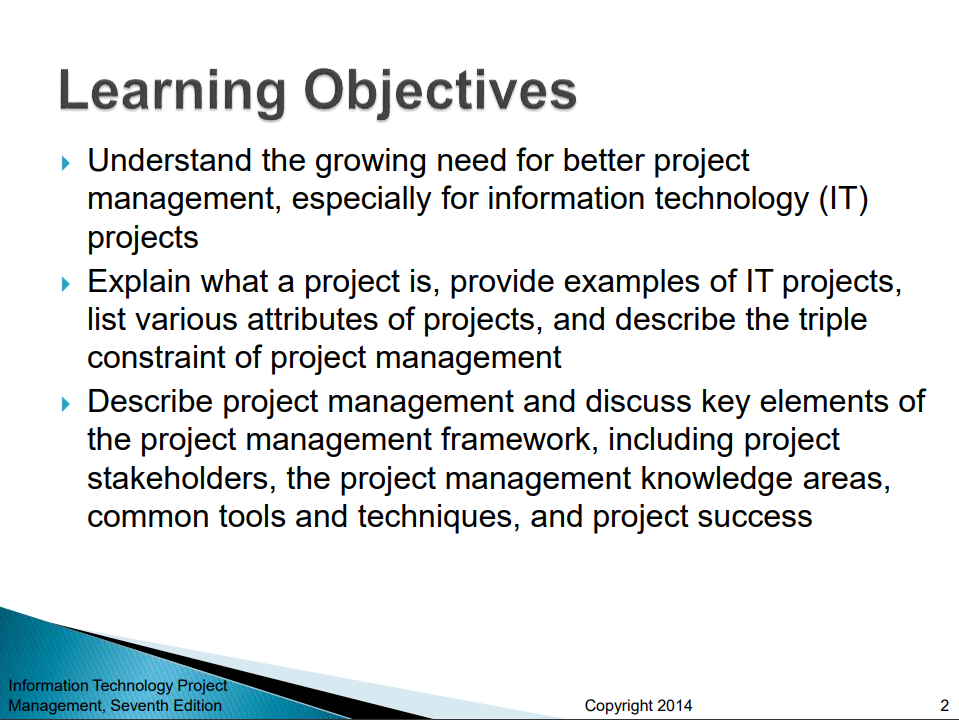 Learning Objectives
Understand the growing need for better project
management, especially for information technology (IT)
projects
Explain what a project is, provide examples of IT projects,
list various attributes of projects, and describe the triple
constraint of project management
Describe project management and discuss key elements of
the project management framework, including project
stakeholders, the project management knowledge areas,
common tools and techniques, and project success
Information Technology Project
Management, Seventh Edition
Copyright 2014
2